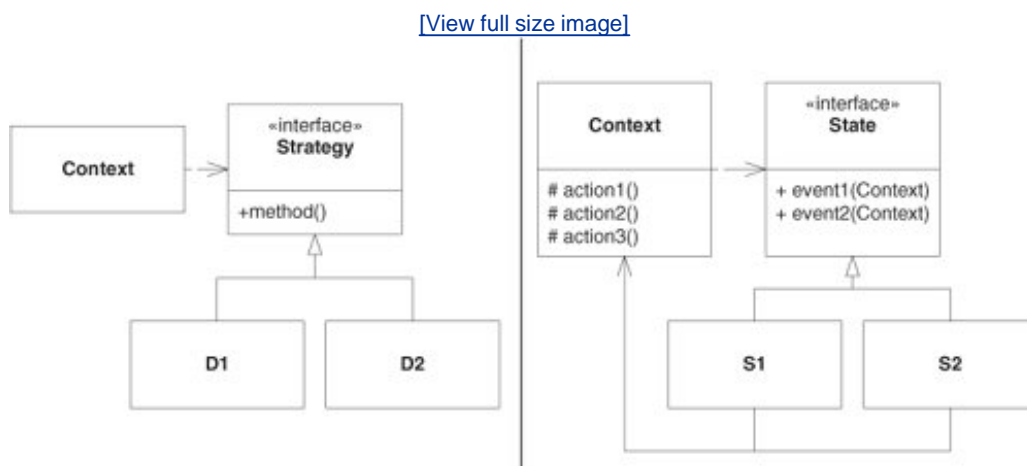 [View full size image]
Context
«interface»
Strategy
+method()
D1
D2
Context
# action1()
# action2()
# action3()
«interface»
State
+ event1(Context)
+ event2(Context)
S1
S2